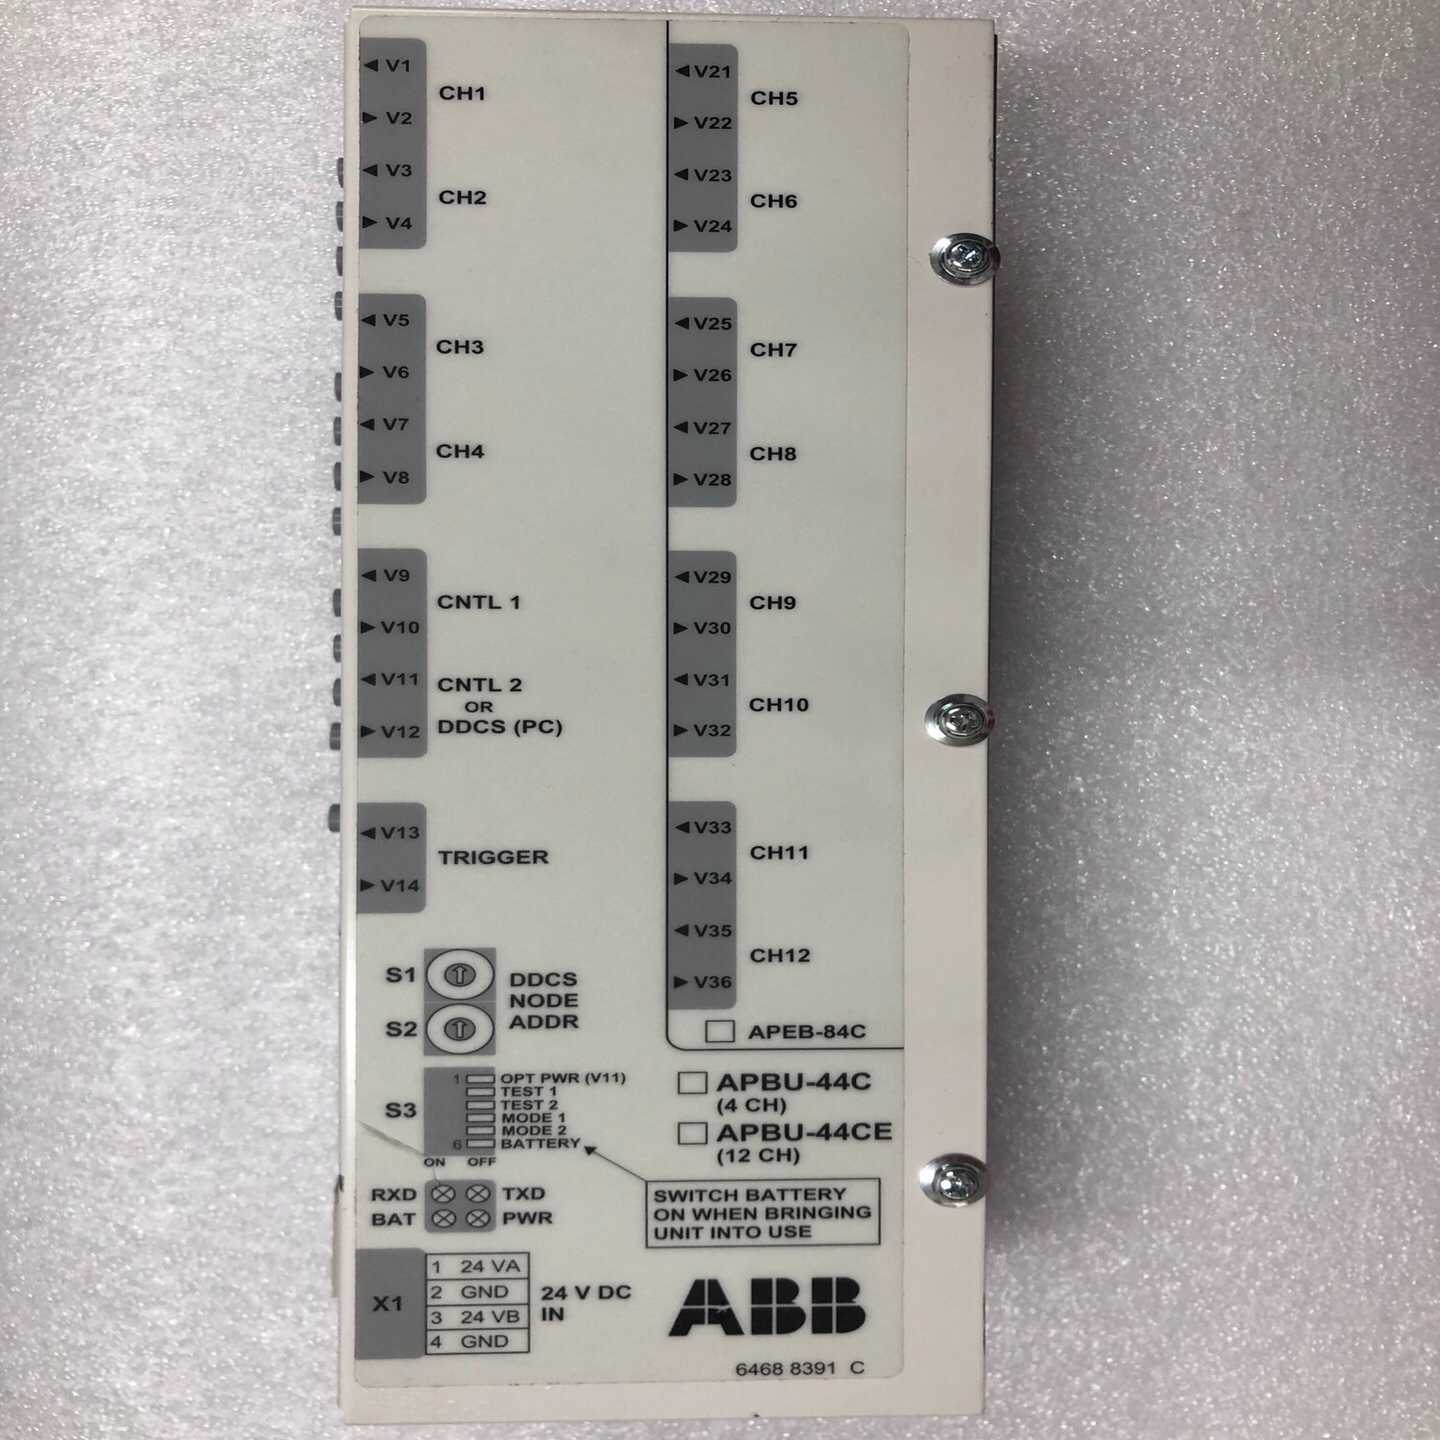 ◄ V1
CH1
► V2
◄ V3
CH2
► V4
◄ V5
CH3
► V6
◄ V7
CH4
► V8
◄ V9
CNTL 1
► V10
◄ V11
CNTL 2
OR
DDCS (PC)
► V12
◄ V13
TRIGGER
► V14
◄ V21
CH5
► V22
◄ V23
CH6
► V24
◄ V25
CH7
► V26
◄ V27
CH8
► V28
◄ V29
CH9
► V30
◄ V31
CH10
► V32
◄ V33
CH11
► V34
◄ V35
CH12
► V36
APEB-84C
S1
S2
DDCS
NODE
ADDR
S3
1 OPT PWR (V11)
TEST 1
TEST 2
MODE 1
MODE 2
6 BATTERY
ON OFF
APBU-44C
(4 CH)
APBU-44CE
(12 CH)
SWITCH BATTERY
ON WHEN BRINGING
UNIT INTO USE
RXD TXD
BAT PWR
X1
1 24 VA
2 GND
3 24 VB
4 GND
24 V DC
IN
ABB
6468 8391 C